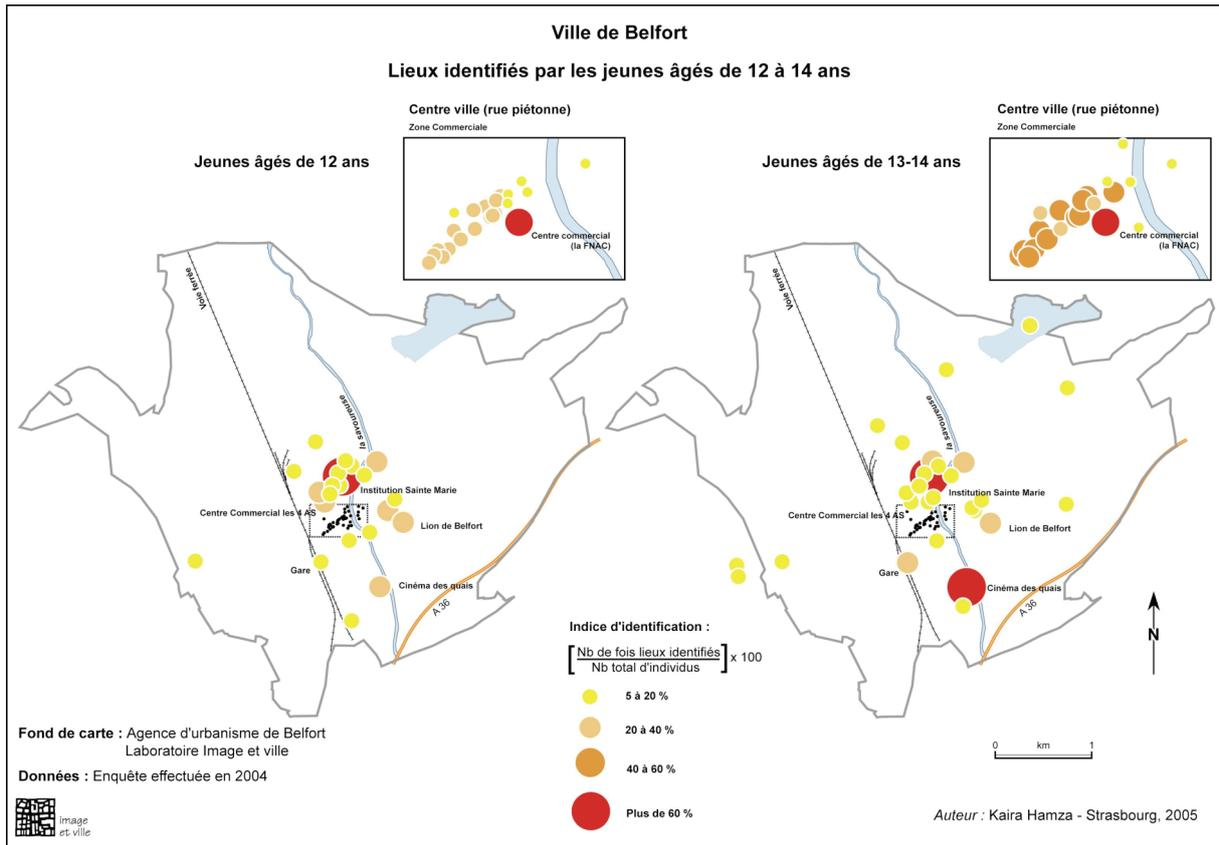 Ville de Belfort
Lieux identifiés par les jeunes âgés de 12 à 14 ans
Jeunes âgés de 12 ans
Centre ville (rue piétonne)
Zone Commerciale
Centre commercial
(la FNAC)
Voie ferrée
la savoureuse
Institution Sainte Marie
Centre Commercial les 4 AS
Lion de Belfort
Gare
Cinéma des quais
A 36
Jeunes âgés de 13-14 ans
Centre ville (rue piétonne)
Zone Commerciale
Centre commercial
(la FNAC)
Voie ferrée
la savoureuse
Institution Sainte Marie
Centre Commercial les 4 AS
Lion de Belfort
Gare
Cinéma des quais
A 36
N
Indice d'identification :
[Nb de fois lieux identifiés
Nb total d'individus] x 100
5 à 20 %
20 à 40 %
40 à 60 %
Plus de 60 %
0 km 1
Fond de carte : Agence d'urbanisme de Belfort
Laboratoire Image et ville
Données : Enquête effectuée en 2004
image
et ville
Auteur : Kaira Hamza - Strasbourg, 2005